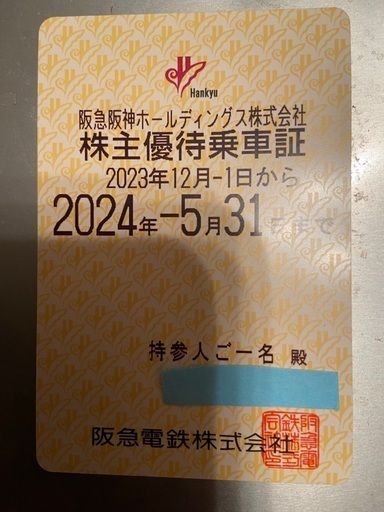 Hankyu
阪急阪神ホールディングス株式会社
株主優待乗車証
2023年12月-1日から
2024年-5月31日まで
持参人ご一名 殿
阪急電鉄株式会社